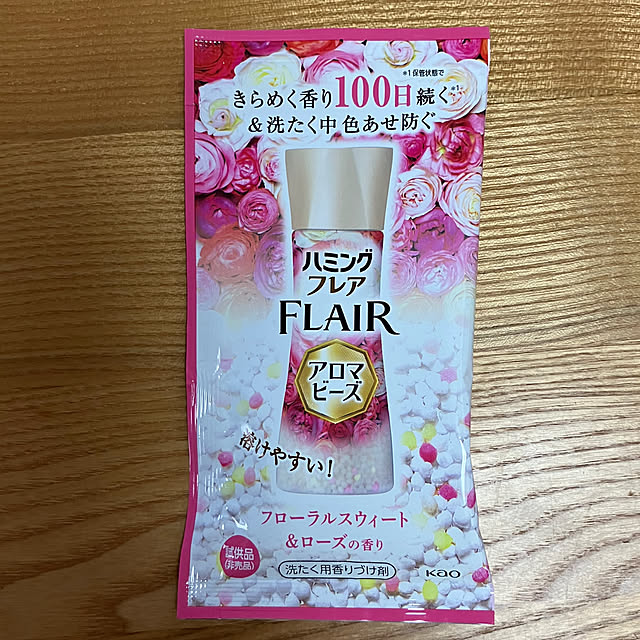 *1保管状態で
きらめく香り100日続く*1
&洗たく中 色あせ防ぐ
ハミング
フレア
FLAIR
アロマ
ビーズ
溶けやすい!
フローラルスウィート
&ローズの香り
試供品
(非売品)
洗たく用香りづけ剤
Kao